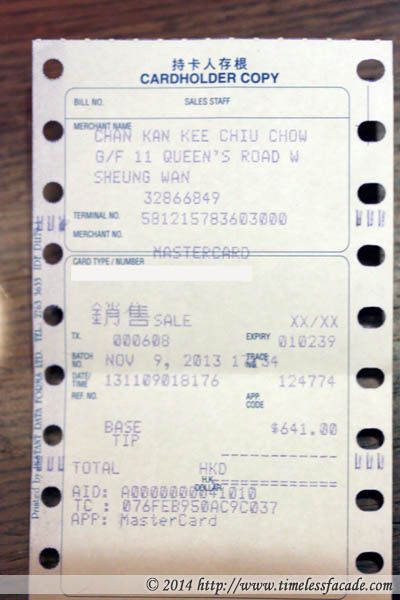 持卡人存根
CARDHOLDER COPY
BILL NO. SALES STAFF
MERCHANT NAME
CHAN KAN KEE CHIU CHOW
G/F 11 QUEEN'S ROAD W
SHEUNG WAN
32866849
TERMINAL NO. 581215783603000
MERCHANT NO.
MASTERCARD
CARD TYPE / NUMBER
銷售 SALE XX/XX
TX. 000608 EXPIRY 010239
BATCH NO. NOV 9, 2013 TRACE NO.
DATE/TIME 131109018176 124774
REF. NO. APP CODE
BASE $641.00
TIP
TOTAL HKD
H.K. DOLLAR
AID: A0000000041010
TC : 076FEB950AC9C037
APP: MasterCard
Printed by
© 2014 http://www.timelessfacade.com